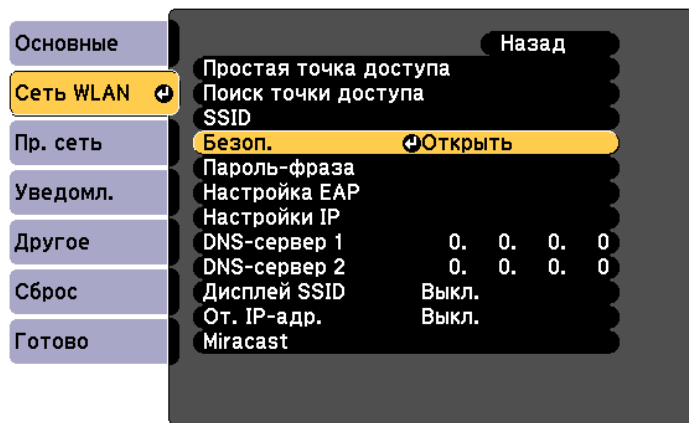 Основные
Сеть WLAN
Пр. сеть
Уведомл.
Другое
Сброс
Готово
Назад
Простая точка доступа
Поиск точки доступа
SSID
Безоп. Открыть
Пароль-фраза
Настройка EAP
Настройки IP
DNS-сервер 1 0. 0. 0. 0
DNS-сервер 2 0. 0. 0. 0
Дисплей SSID Выкл.
От. IP-адр. Выкл.
Miracast